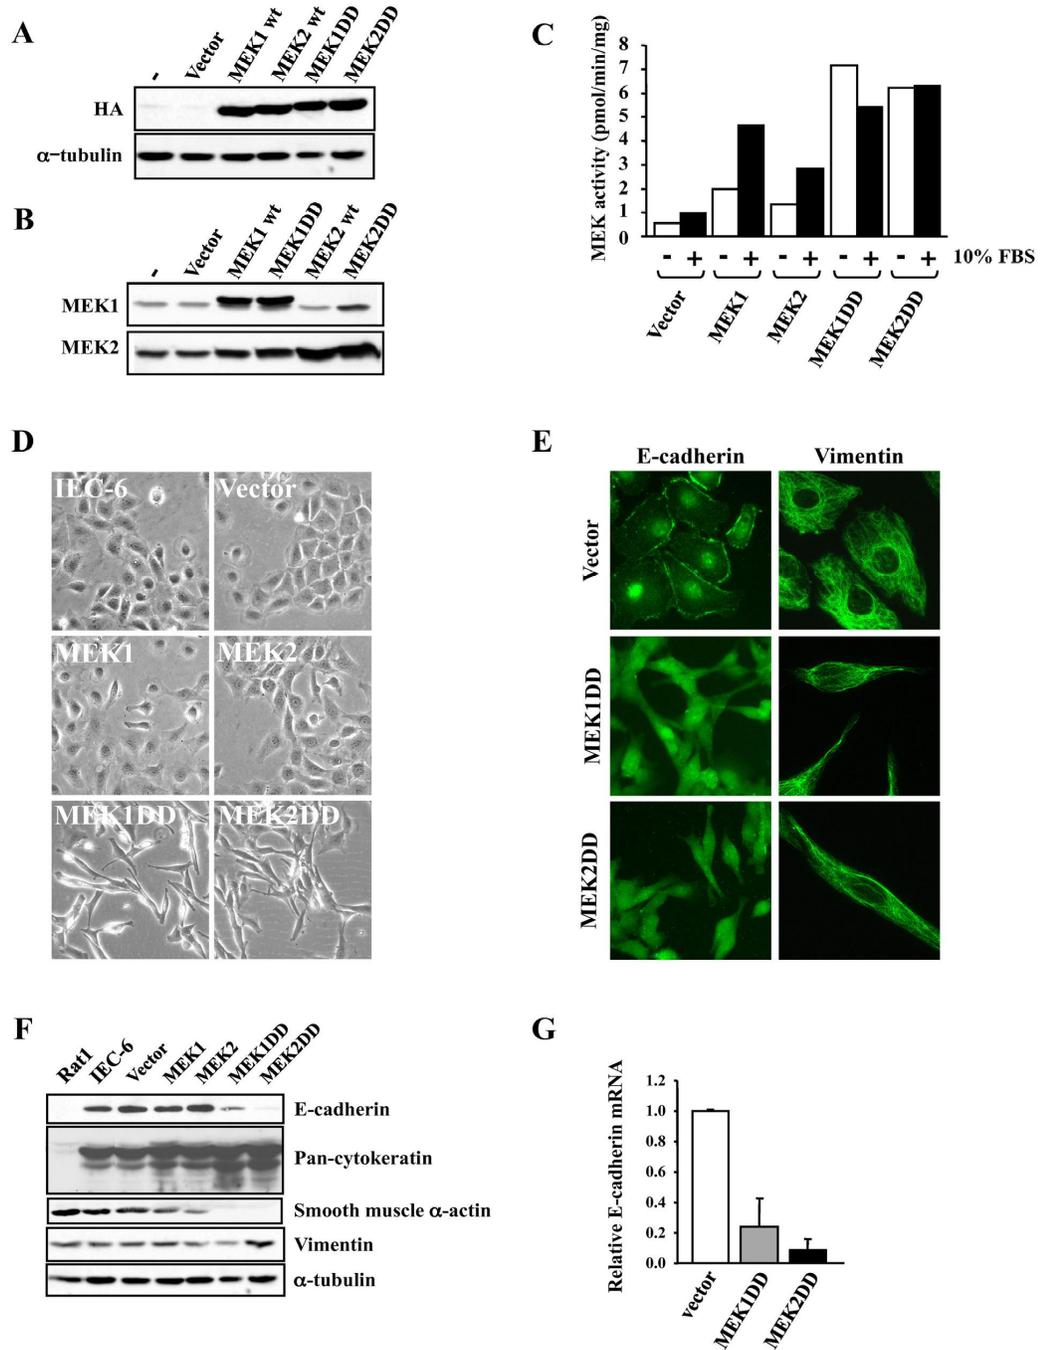 A
-
Vector
MEK1 wt
MEK2 wt
MEK1DD
MEK2DD
HA
α−tubulin
B
-
Vector
MEK1 wt
MEK1DD
MEK2 wt
MEK2DD
MEK1
MEK2
C
MEK activity (pmol/min/mg)
8
7
6
5
4
3
2
1
0
- + - + - + - + - + 10% FBS
Vector
MEK1
MEK2
MEK1DD
MEK2DD
D
IEC-6
Vector
MEK1
MEK2
MEK1DD
MEK2DD
E
E-cadherin
Vimentin
Vector
MEK1DD
MEK2DD
F
Rat1
IEC-6
Vector
MEK1
MEK2
MEK1DD
MEK2DD
E-cadherin
Pan-cytokeratin
Smooth muscle α-actin
Vimentin
α-tubulin
G
Relative E-cadherin mRNA
1.2
1.0
0.8
0.6
0.4
0.2
0.0
vector
MEK1DD
MEK2DD